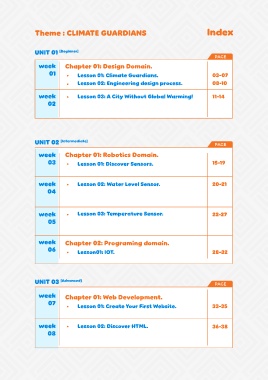 Theme : CLIMATE GUARDIANS Index
UNIT 01 (Beginner)
PAGE
week 01 Chapter 01: Design Domain.
• Lesson 01: Climate Guardians. 03-07
• Lesson 02: Engineering design process. 08-10
week 02 • Lesson 03: A City Without Global Warming! 11-14
UNIT 02 (Intermediate)
PAGE
week 03 Chapter 01: Robotics Domain.
• Lesson 01: Discover Sensors. 15-19
week 04 • Lesson 02: Water Level Sensor. 20-21
week 05 • Lesson 03: Temperature Sensor. 22-27
week 06 Chapter 02: Programing domain.
• Lesson01: IOT. 28-32
UNIT 03 (Advanced)
PAGE
week 07 Chapter 01: Web Development.
• Lesson 01: Create Your First Website. 33-35
week 08 • Lesson 02: Discover HTML. 36-38